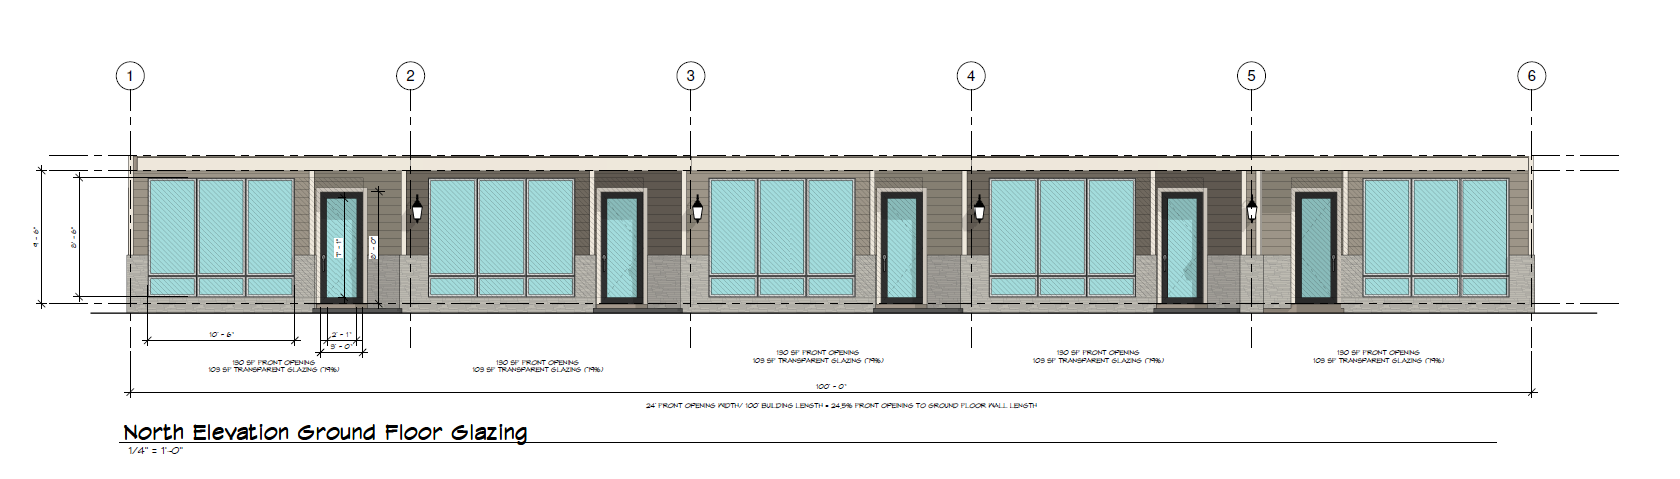 1 2 3 4 5 6
9' - 6"
8' - 6"
7' - 1"
8' - 0"
10' - 6"
2' - 1"
3' - 0"
130 SF FRONT OPENING
103 SF TRANSPARENT GLAZING (79%)
130 SF FRONT OPENING
103 SF TRANSPARENT GLAZING (79%)
130 SF FRONT OPENING
103 SF TRANSPARENT GLAZING (79%)
130 SF FRONT OPENING
103 SF TRANSPARENT GLAZING (79%)
130 SF FRONT OPENING
103 SF TRANSPARENT GLAZING (79%)
100' - 0"
24' FRONT OPENING WIDTH/ 100' BUILDING LENGTH = 24.5% FRONT OPEINING TO GROUND FLOOR WALL LENGTH
North Elevation Ground Floor Glazing
1/4" = 1'-0"